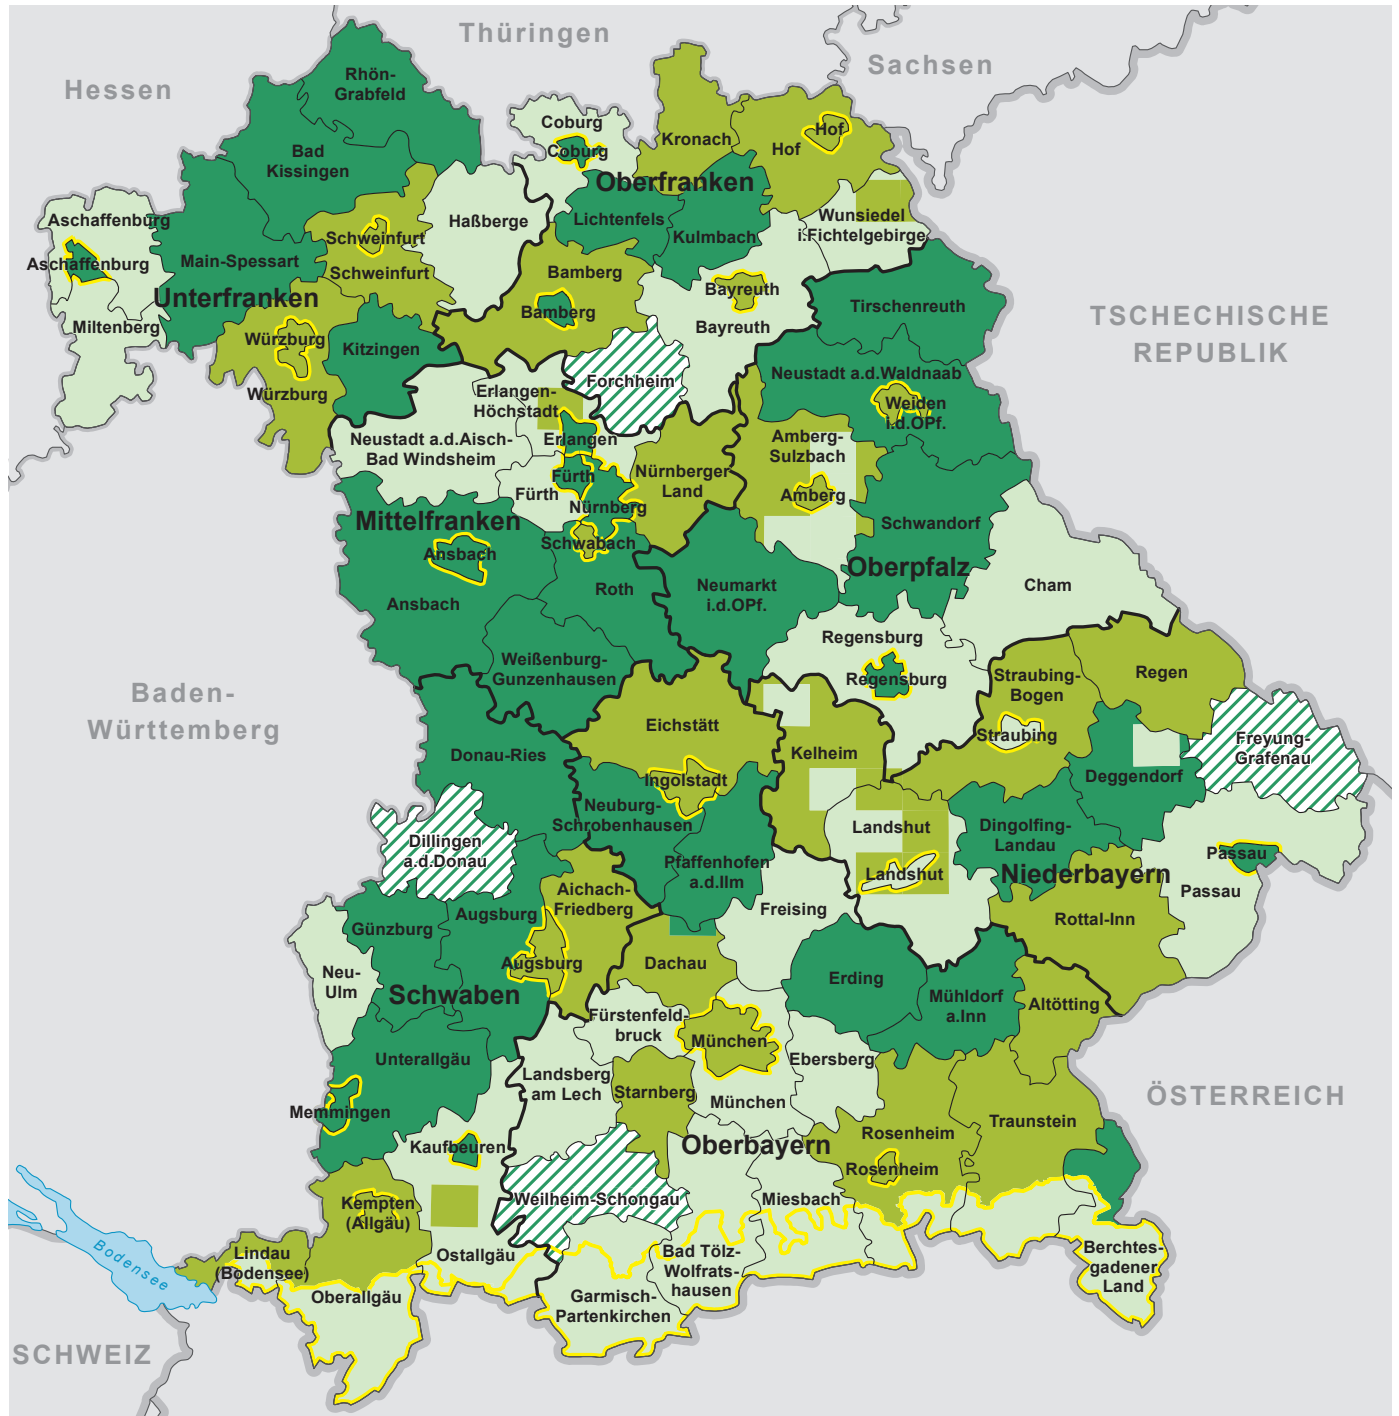 Thüringen
Sachsen
Hessen
Rhön-
Grabfeld
Coburg
Coburg
Kronach
Hof
Hof
Bad
Kissingen
Oberfranken
Aschaffenburg
Haßberge
Lichtenfels
Kulmbach
Wunsiedel
i.Fichtelgebirge
Schweinfurt
Schweinfurt
Aschaffenburg
Main-Spessart
Unterfranken
Bamberg
Bamberg
Bayreuth
Bayreuth
Tirschenreuth
TSCHECHISCHE
REPUBLIK
Miltenberg
Würzburg
Kitzingen
Würzburg
Forchheim
Neustadt a.d.Waldnaab
Weiden
i.d.OPf.
Erlangen-
Höchstadt
Neustadt a.d.Aisch-
Bad Windsheim
Erlangen
Amberg-
Sulzbach
Fürth
Fürth
Nürnberger
Land
Amberg
Nürnberg
Mittelfranken
Schwabach
Schwandorf
Ansbach
Ansbach
Roth
Neumarkt
i.d.OPf.
Oberpfalz
Cham
Regensburg
Regensburg
Weißenburg-
Gunzenhausen
Straubing-
Bogen
Regen
Baden-
Württemberg
Eichstätt
Straubing
Freyung-
Grafenau
Donau-Ries
Kelheim
Ingolstadt
Deggendorf
Neuburg-
Schrobenhausen
Landshut
Dingolfing-
Landau
Dillingen
a.d.Donau
Pfaffenhofen
a.d.Ilm
Landshut
Niederbayern
Passau
Passau
Aichach-
Friedberg
Augsburg
Freising
Rottal-Inn
Günzburg
Augsburg
Dachau
Neu-
Ulm
Schwaben
Erding
Mühldorf
a.Inn
Altötting
Fürstenfeld-
bruck
München
Unterallgäu
Landsberg
am Lech
Ebersberg
Starnberg
München
ÖSTERREICH
Memmingen
Traunstein
Kaufbeuren
Oberbayern
Rosenheim
Rosenheim
Weilheim-Schongau
Miesbach
Kempten
(Allgäu)
Bodensee
Lindau
(Bodensee)
Ostallgäu
Bad Tölz-
Wolfrats-
hausen
Berchtes-
gadener
Land
Oberallgäu
Garmisch-
Partenkirchen
SCHWEIZ